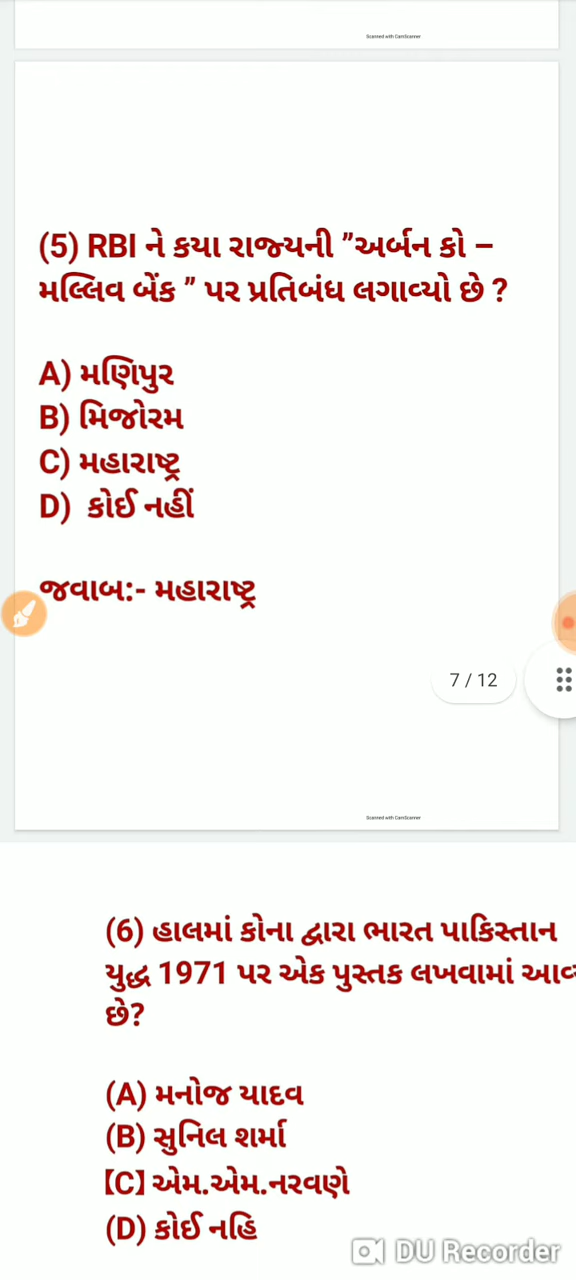 Scanned with CamScanner
(5) RBI ને કયા રાજ્યની ”અર્બન કો –
મલ્લિવ બેંક ” પર પ્રતિબંધ લગાવ્યો છે ?
A) મણિપુર
B) મિજોરમ
C) મહારાષ્ટ્ર
D) કોઈ નહીં
જવાબ:- મહારાષ્ટ્ર
7 / 12
Scanned with CamScanner
(6) હાલમાં કોના દ્વારા ભારત પાકિસ્તાન
યુદ્ધ 1971 પર એક પુસ્તક લખવામાં
છે?
(A) મનોજ યાદવ
(B) સુનિલ શર્મા
【C】એમ.એમ.નરવણે
(D) કોઈ નહિ
DU Recorder